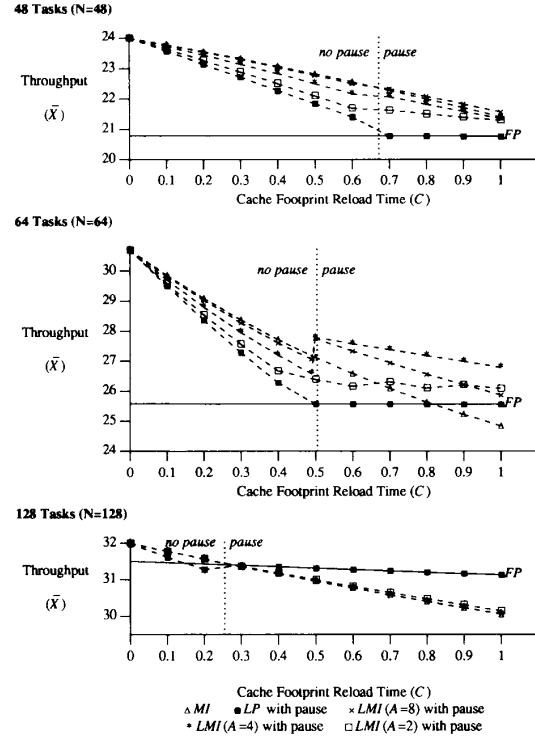 48 Tasks (N=48)
24
23
22
21
20
Throughput
(X̄)
no pause
pause
FP
0 0.1 0.2 0.3 0.4 0.5 0.6 0.7 0.8 0.9 1
Cache Footprint Reload Time (C)
64 Tasks (N=64)
30
29
28
27
26
25
24
Throughput
(X̄)
no pause
pause
FP
0 0.1 0.2 0.3 0.4 0.5 0.6 0.7 0.8 0.9 1
Cache Footprint Reload Time (C)
128 Tasks (N=128)
32
31
30
Throughput
(X̄)
no pause
pause
FP
0 0.1 0.2 0.3 0.4 0.5 0.6 0.7 0.8 0.9 1
Cache Footprint Reload Time (C)
△ MI ■ LP with pause × LMI (A=8) with pause
* LMI (A=4) with pause □ LMI (A=2) with pause